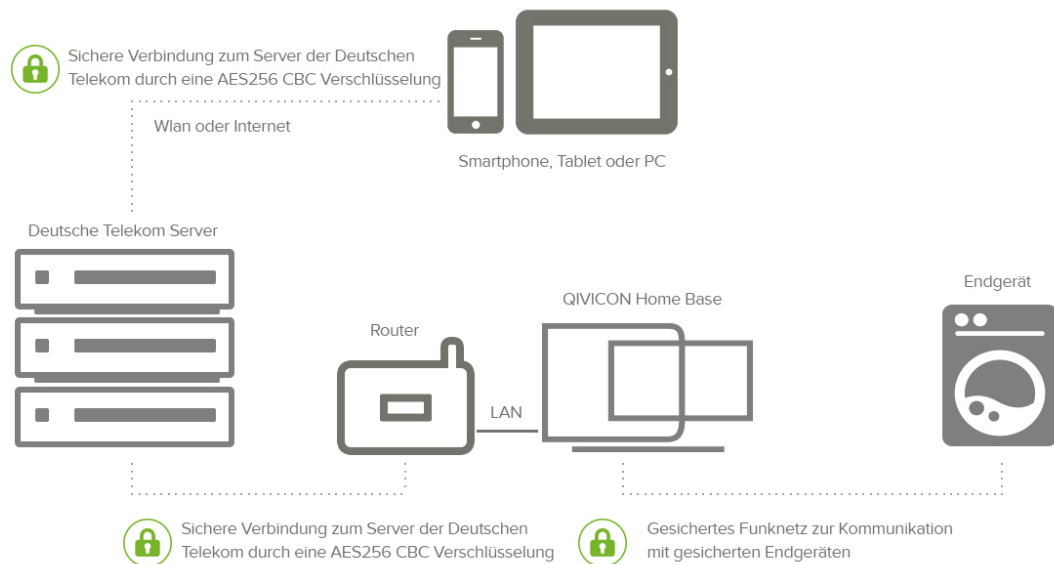 Sichere Verbindung zum Server der Deutschen
Telekom durch eine AES256 CBC Verschlüsselung
Wlan oder Internet
Smartphone, Tablet oder PC
Deutsche Telekom Server
Endgerät
QIVICON Home Base
Router
LAN
Sichere Verbindung zum Server der Deutschen
Telekom durch eine AES256 CBC Verschlüsselung
Gesichertes Funknetz zur Kommunikation
mit gesicherten Endgeräten